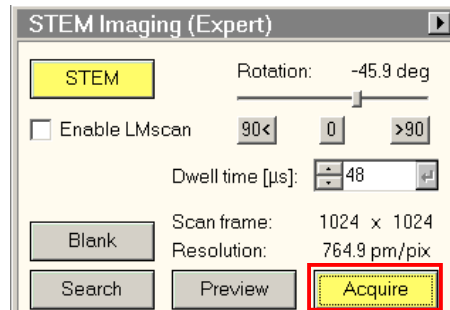 STEM Imaging (Expert)
STEM
Rotation: -45.9 deg
Enable LMscan 90< 0 >90
Dwell time [µs]: 48
Blank
Scan frame: 1024 x 1024
Resolution: 764.9 pm/pix
Search Preview Acquire